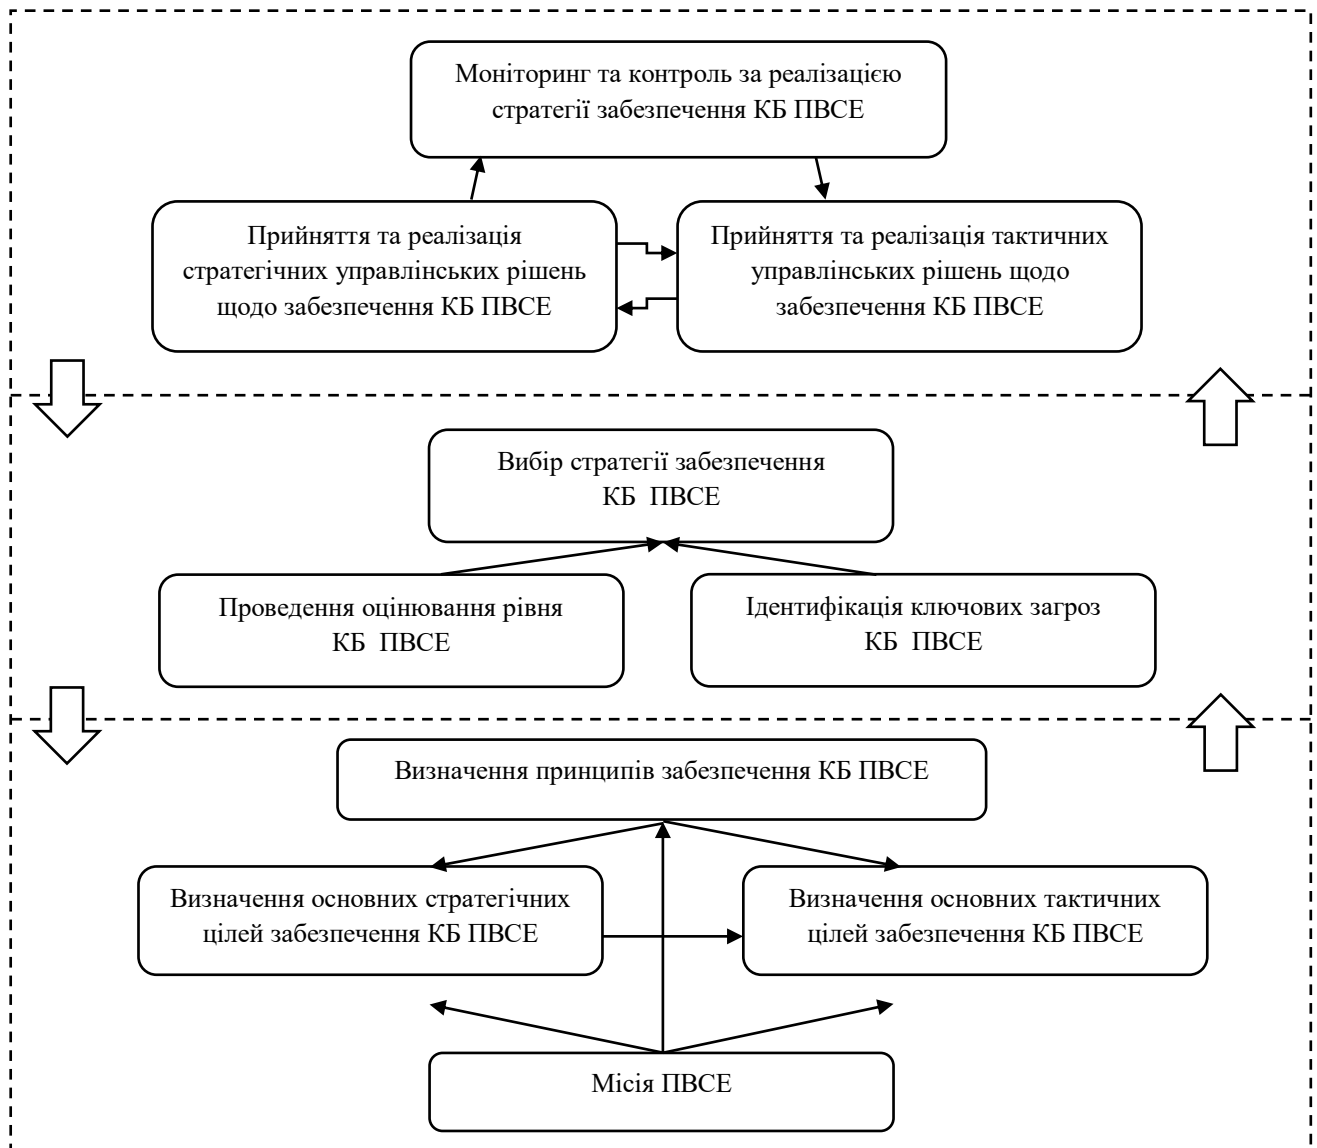 Моніторинг та контроль за реалізацією
стратегії забезпечення КБ ПВСЕ
Прийняття та реалізація
стратегічних управлінських рішень
щодо забезпечення КБ ПВСЕ
Прийняття та реалізація тактичних
управлінських рішень щодо
забезпечення КБ ПВСЕ
Вибір стратегії забезпечення
КБ ПВСЕ
Проведення оцінювання рівня
КБ ПВСЕ
Ідентифікація ключових загроз
КБ ПВСЕ
Визначення принципів забезпечення КБ ПВСЕ
Визначення основних стратегічних
цілей забезпечення КБ ПВСЕ
Визначення основних тактичних
цілей забезпечення КБ ПВСЕ
Місія ПВСЕ